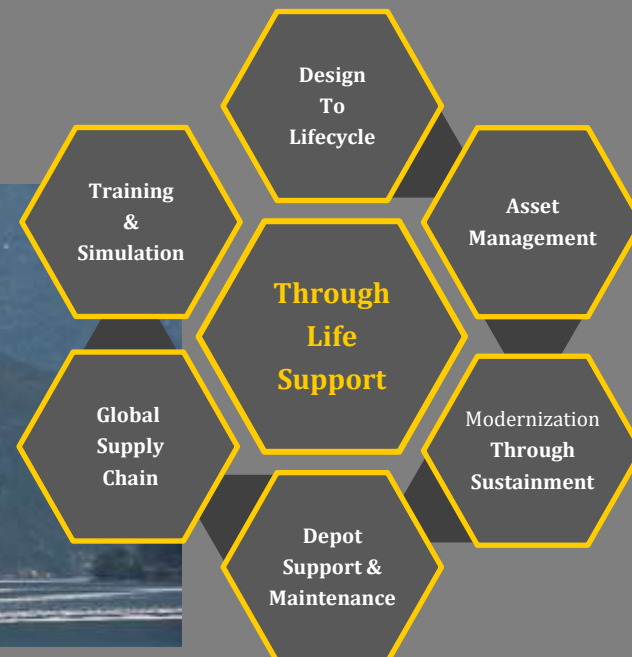 Design
To
Lifecycle
Training
&
Simulation
Asset
Management
Through
Life
Support
Global
Supply
Chain
Modernization
Through
Sustainment
Depot
Support &
Maintenance